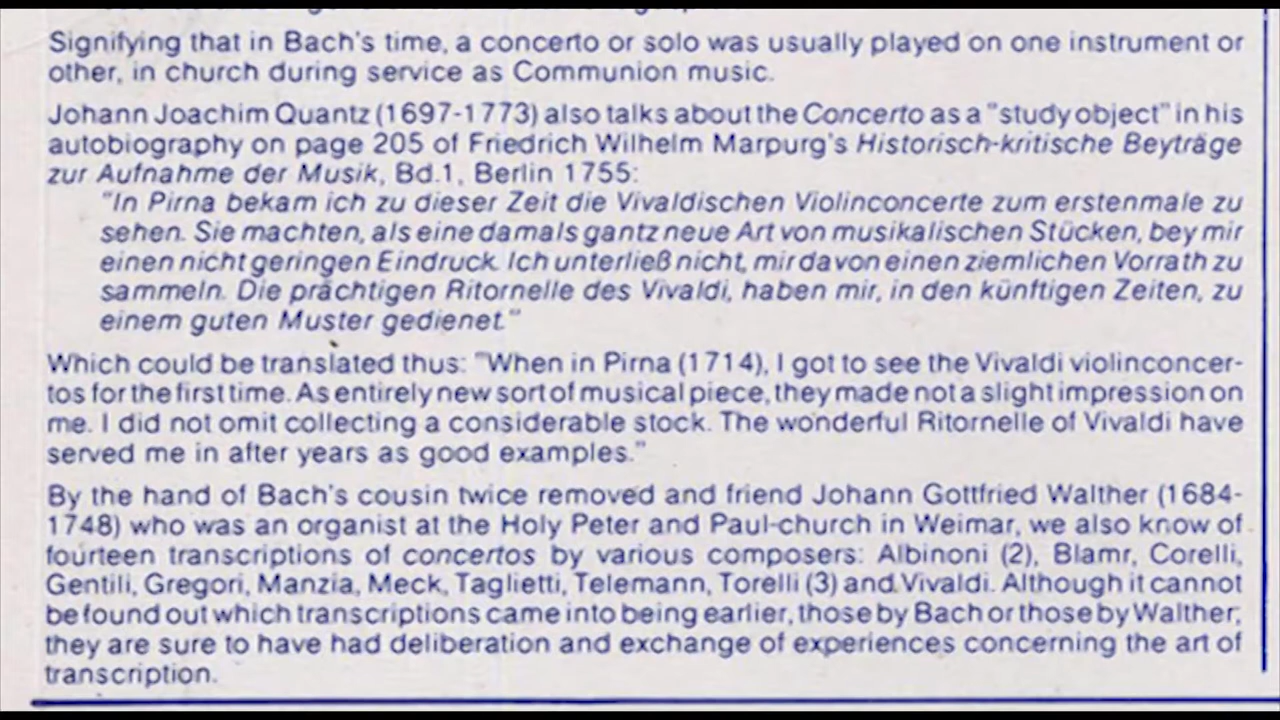 Signifying that in Bach's time, a concerto or solo was usually played on one instrument or
other, in church during service as Communion music.
Johann Joachim Quantz (1697-1773) also talks about the Concerto as a "study object" in his
autobiography on page 205 of Friedrich Wilhelm Marpurg's Historisch-kritische Beyträge
zur Aufnahme der Musik, Bd.1, Berlin 1755:
"In Pirna bekam ich zu dieser Zeit die Vivaldischen Violinconcerte zum erstenmale zu
sehen. Sie machten, als eine damals gantz neue Art von musikalischen Stücken, bey mir
einen nicht geringen Eindruck. Ich unterließ nicht, mir davon einen ziemlichen Vorrath zu
sammeln. Die prächtigen Ritornelle des Vivaldi, haben mir, in den künftigen Zeiten, zu
einem guten Muster gedienet."
Which could be translated thus: "When in Pirna (1714), I got to see the Vivaldi violinconcer-
tos for the first time. As entirely new sort of musical piece, they made not a slight impression on
me. I did not omit collecting a considerable stock. The wonderful Ritornelle of Vivaldi have
served me in after years as good examples."
By the hand of Bach's cousin twice removed and friend Johann Gottfried Walther (1684-
1748) who was an organist at the Holy Peter and Paul-church in Weimar, we also know of
fourteen transcriptions of concertos by various composers: Albinoni (2), Blamr, Corelli,
Gentili, Gregori, Manzia, Meck, Taglietti, Telemann, Torelli (3) and Vivaldi. Although it cannot
be found out which transcriptions came into being earlier, those by Bach or those by Walther,
they are sure to have had deliberation and exchange of experiences concerning the art of
transcription.